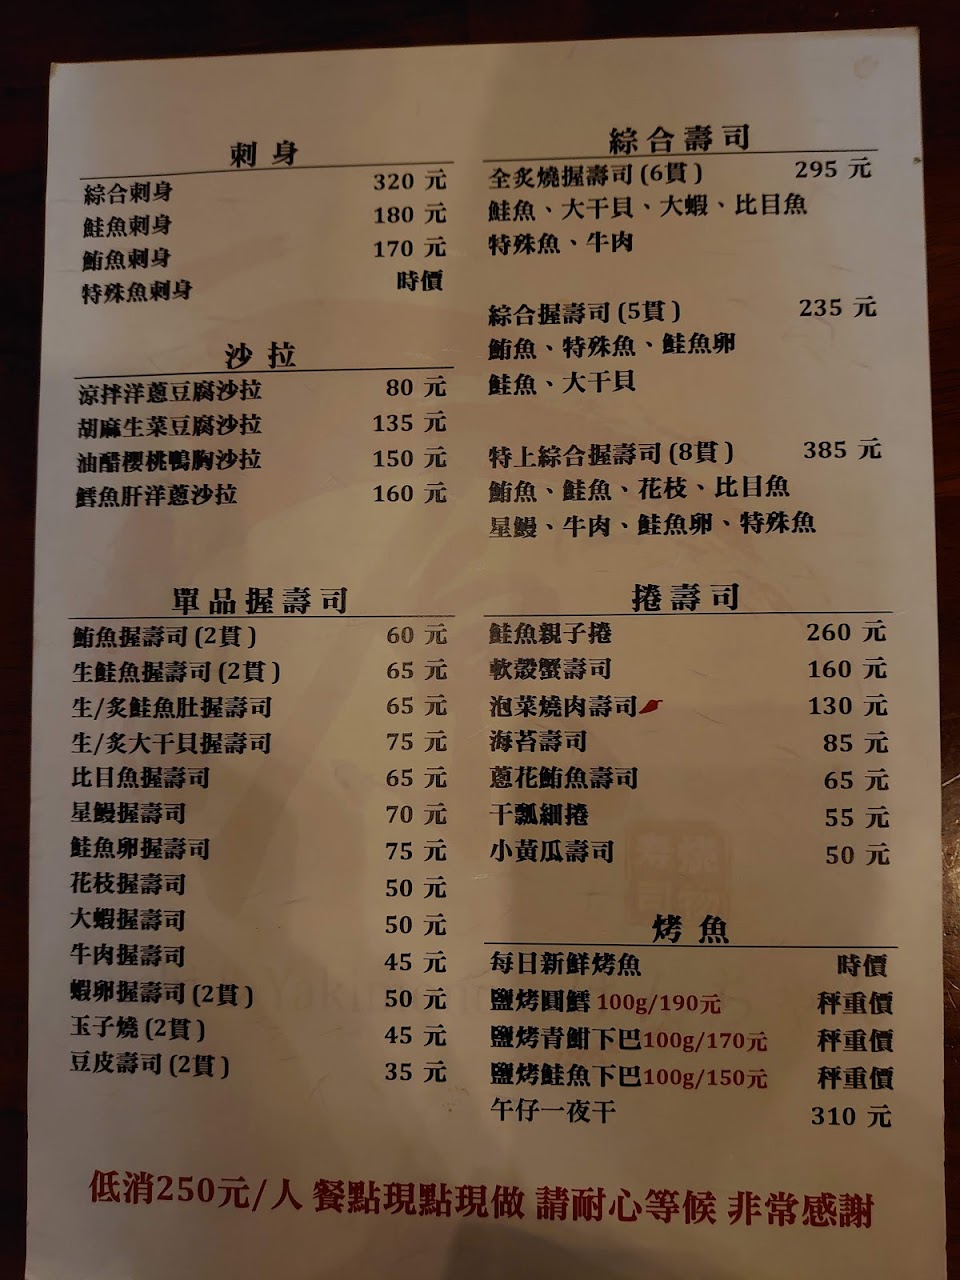 刺身
綜合刺身 320 元
鮭魚刺身 180 元
鮪魚刺身 170 元
特殊魚刺身 時價
沙拉
涼拌洋蔥豆腐沙拉 80 元
胡麻生菜豆腐沙拉 135 元
油醋櫻桃鴨胸沙拉 150 元
鱈魚肝洋蔥沙拉 160 元
單品握壽司
鮪魚握壽司(2貫) 60 元
生鮭魚握壽司(2貫) 65 元
生/炙鮭魚肚握壽司 65 元
生/炙大干貝握壽司 75 元
比目魚握壽司 65 元
星鰻握壽司 70 元
鮭魚卵握壽司 75 元
花枝握壽司 50 元
大蝦握壽司 50 元
牛肉握壽司 45 元
蝦卵握壽司(2貫) 50 元
玉子燒(2貫) 45 元
豆皮壽司(2貫) 35 元
綜合壽司
全炙燒握壽司(6貫) 295 元
鮭魚、大干貝、大蝦、比目魚
特殊魚、牛肉
綜合握壽司(5貫) 235 元
鮪魚、特殊魚、鮭魚卵
鮭魚、大干貝
特上綜合握壽司(8貫) 385 元
鮪魚、鮭魚、花枝、比目魚
星鰻、牛肉、鮭魚卵、特殊魚
捲壽司
鮭魚親子捲 260 元
軟殼蟹壽司 160 元
泡菜燒肉壽司 130 元
海苔壽司 85 元
蔥花鮪魚壽司 65 元
干瓢細捲 55 元
小黃瓜壽司 50 元
烤魚
每日新鮮烤魚 時價
鹽烤圓鱈 100g/190元 秤重價
鹽烤青魽下巴100g/170元 秤重價
鹽烤鮭魚下巴100g/150元 秤重價
午仔一夜干 310 元
低消250元/人 餐點現點現做 請耐心等候 非常感謝